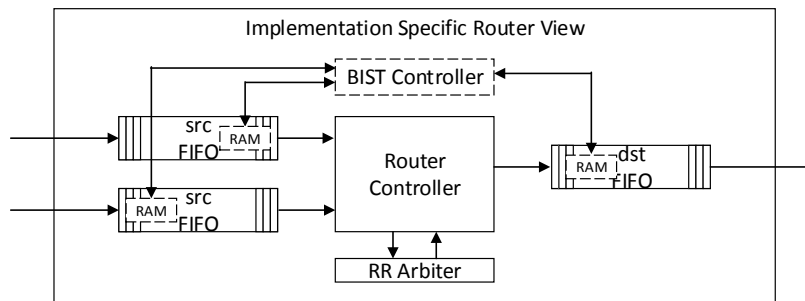 Implementation Specific Router View
BIST Controller
src
RAM
FIFO
Router
Controller
dst
RAM
FIFO
src
RAM
FIFO
RR Arbiter